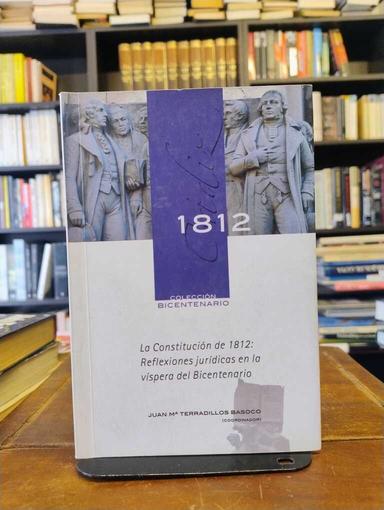 Cádiz
1812
COLECCIÓN
BICENTENARIO
La Constitución de 1812:
Reflexiones jurídicas en la
víspera del Bicentenario
JUAN Mª TERRADILLOS BASOCO
(COORDINADOR)